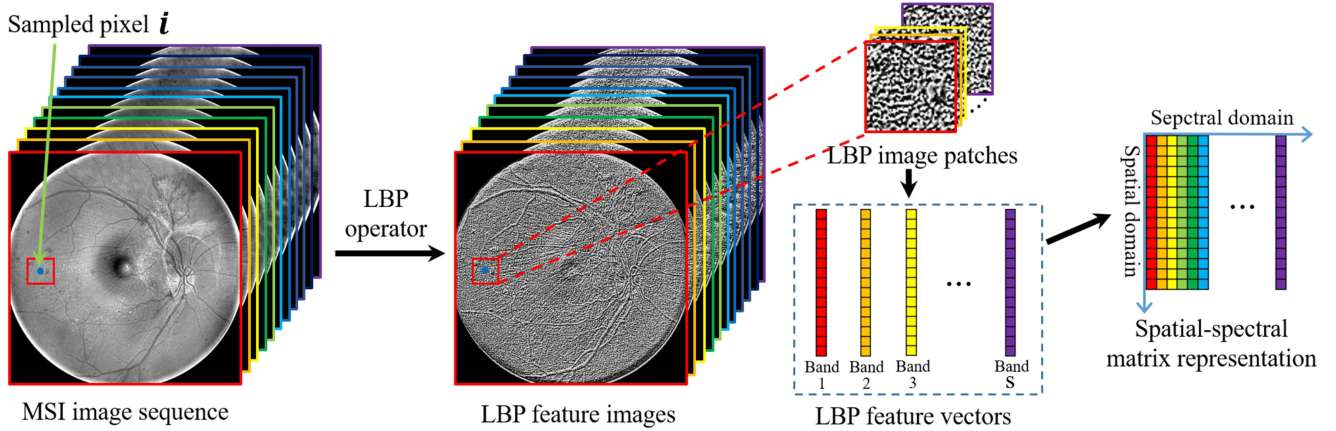 Sampled pixel i
MSI image sequence
LBP
operator
LBP feature images
LBP image patches
...
Band
1
Band
2
Band
3
...
Band
S
LBP feature vectors
Sepctral domain
Spatial domain
...
Spatial-spectral
matrix representation